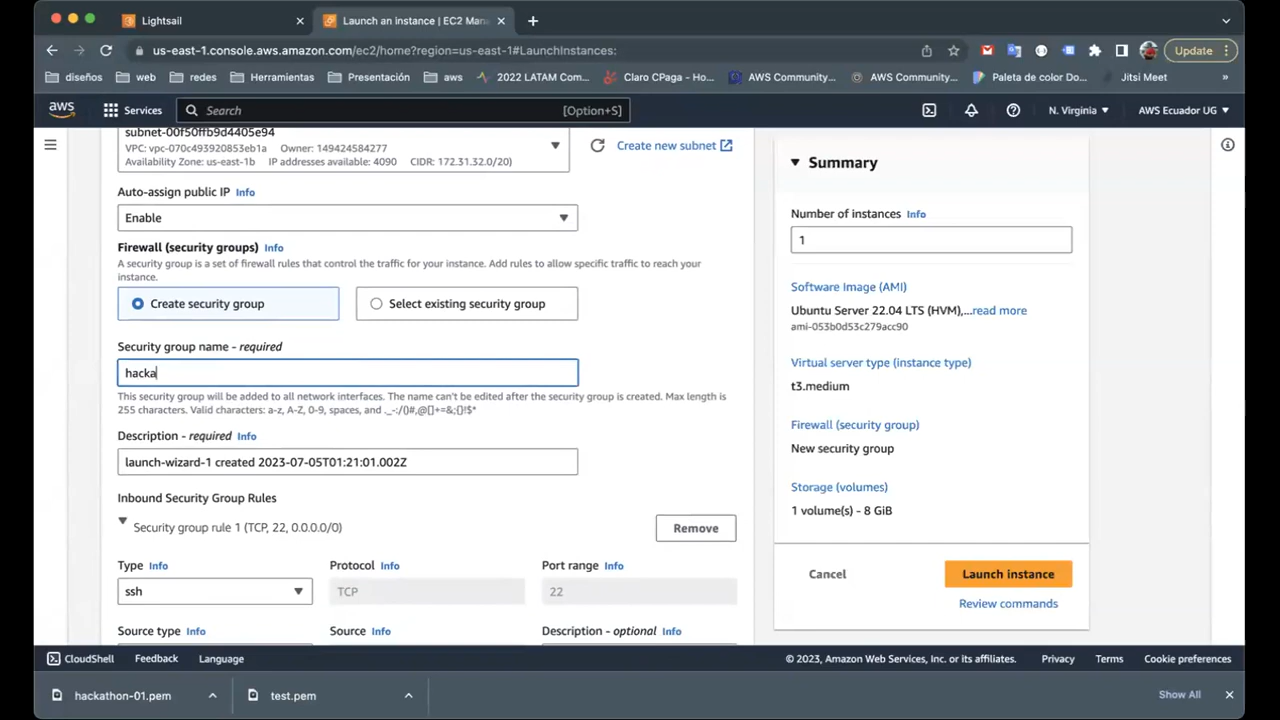 Lightsail
Launch an instance | EC2 Man
us-east-1.console.aws.amazon.com/ec2/home?region=us-east-1#LaunchInstances:
Update
diseños web redes Herramientas Presentación aws 2022 LATAM Com... Claro CPaga - Ho... AWS Community... AWS Community... Paleta de color Do... Jitsi Meet »
aws Services Search [Option+S] N. Virginia AWS Ecuador UG
subnet-00f50ffb9d4405e94
VPC: vpc-070c493920853eb1a Owner: 149424584277
Availability Zone: us-east-1b IP addresses available: 4090 CIDR: 172.31.32.0/20)
Create new subnet
Auto-assign public IP Info
Enable
Firewall (security groups) Info
A security group is a set of firewall rules that control the traffic for your instance. Add rules to allow specific traffic to reach your
instance.
Create security group
Select existing security group
Security group name - required
hacka
This security group will be added to all network interfaces. The name can't be edited after the security group is created. Max length is
255 characters. Valid characters: a-z, A-Z, 0-9, spaces, and ._-:/()#,@[]+=&;{}!$*
Description - required Info
launch-wizard-1 created 2023-07-05T01:21:01.002Z
Inbound Security Group Rules
Security group rule 1 (TCP, 22, 0.0.0.0/0)
Remove
Type Info
Protocol Info
Port range Info
ssh
TCP
22
Source type Info
Source Info
Description - optional Info
Summary
Number of instances Info
1
Software Image (AMI)
Ubuntu Server 22.04 LTS (HVM),...read more
ami-053b0d53c279acc90
Virtual server type (instance type)
t3.medium
Firewall (security group)
New security group
Storage (volumes)
1 volume(s) - 8 GiB
Cancel
Launch instance
Review commands
CloudShell Feedback Language © 2023, Amazon Web Services, Inc. or its affiliates. Privacy Terms Cookie preferences
hackathon-01.pem
test.pem
Show All